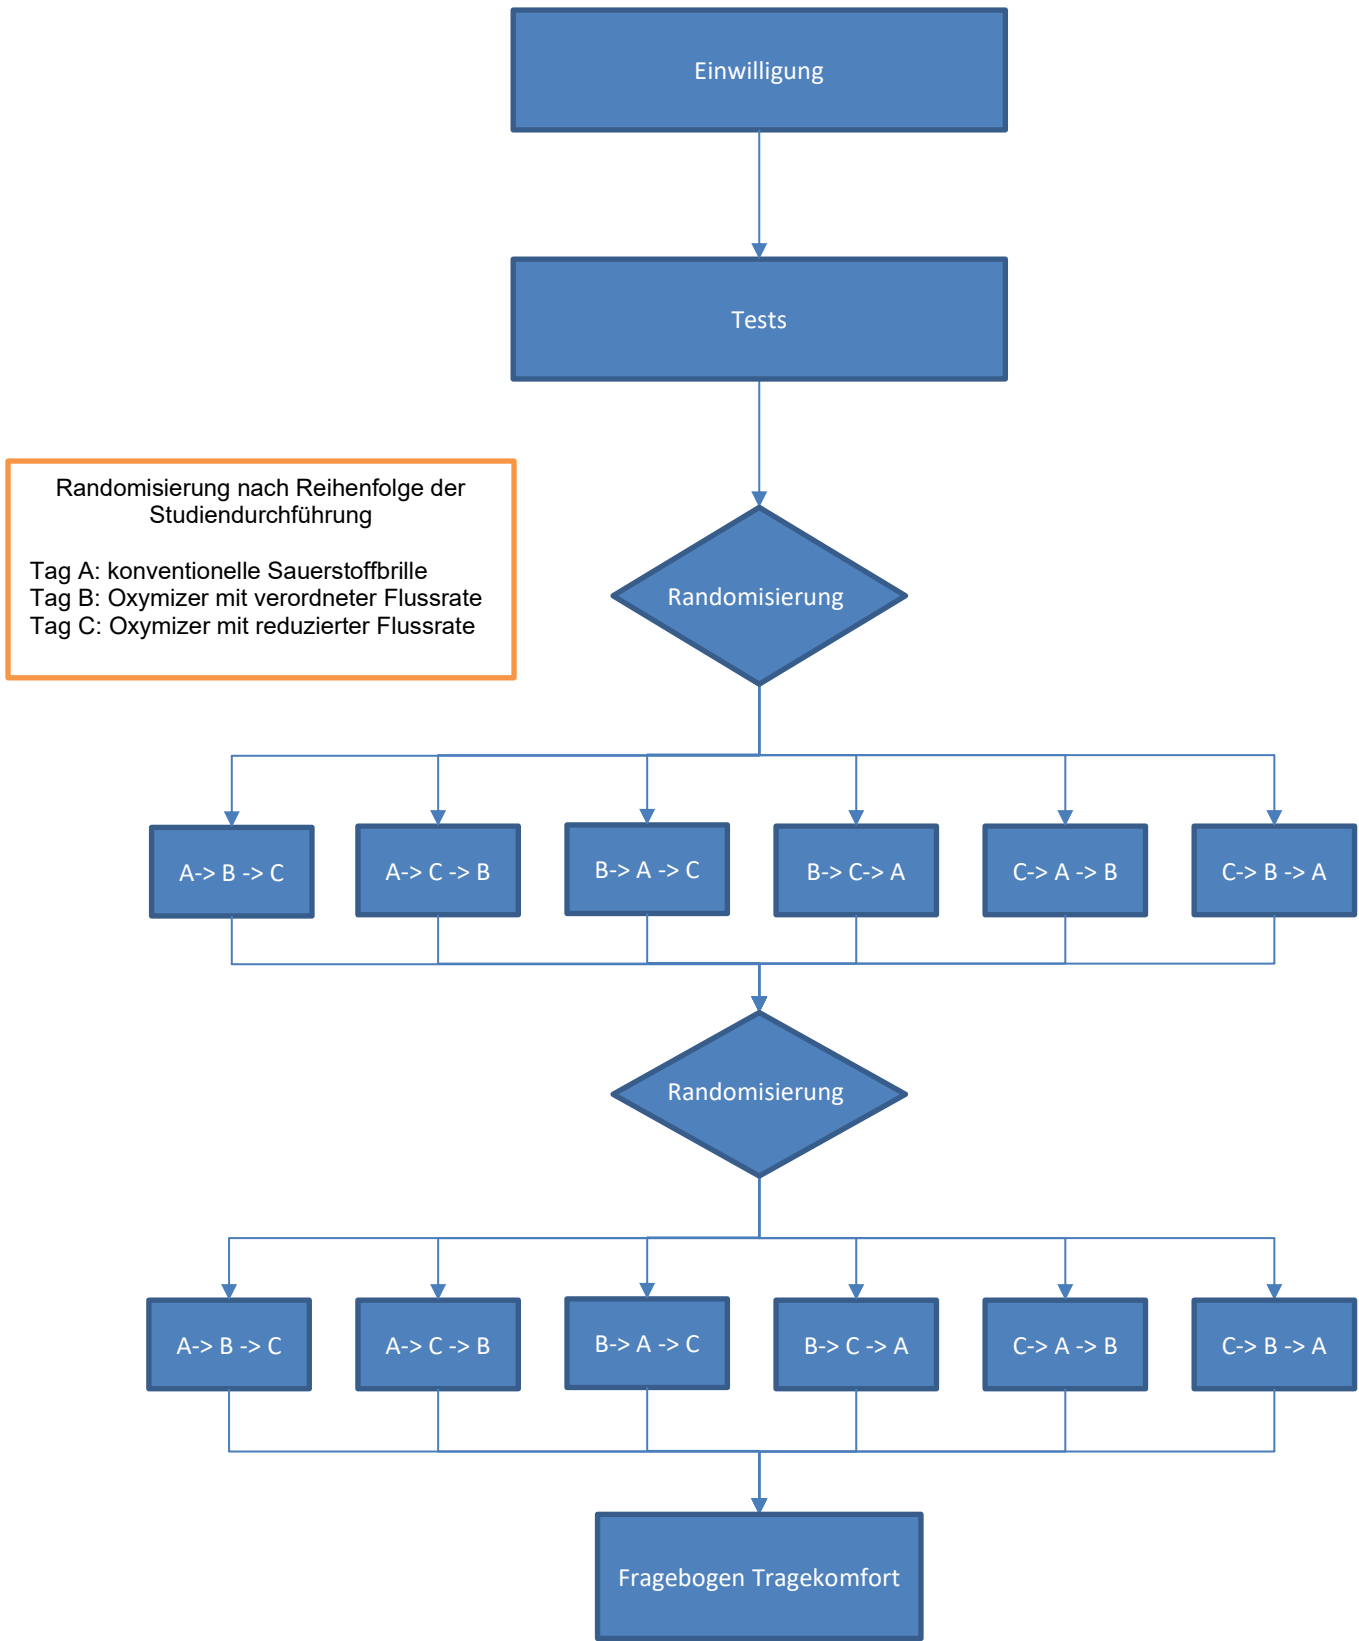 Einwilligung
Tests
Randomisierung nach Reihenfolge der
Studiendurchführung
Tag A: konventionelle Sauerstoffbrille
Tag B: Oxymizer mit verordneter Flussrate
Tag C: Oxymizer mit reduzierter Flussrate
Randomisierung
A-> B -> C
A-> C -> B
B-> A -> C
B-> C-> A
C-> A -> B
C-> B -> A
Randomisierung
A-> B -> C
A-> C -> B
B-> A -> C
B-> C -> A
C-> A -> B
C-> B -> A
Fragebogen Tragekomfort